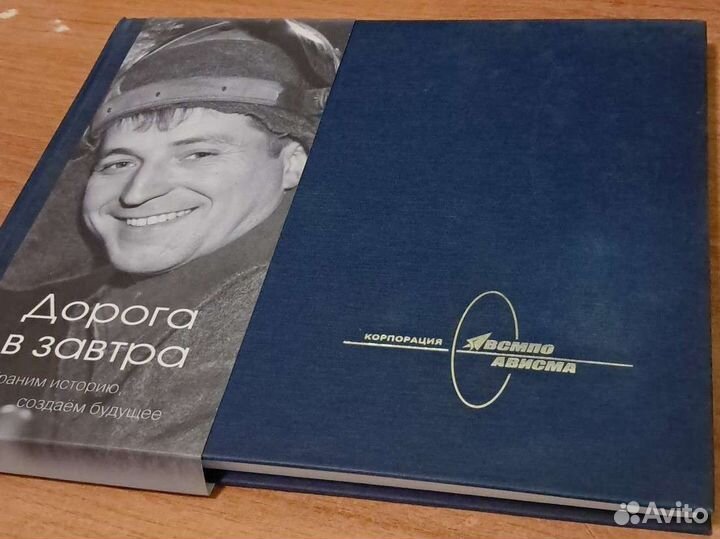 Дорога
в завтра
раним историю,
создаём будущее
КОРПОРАЦИЯ
ВСМПО
АВИСМА
Avito